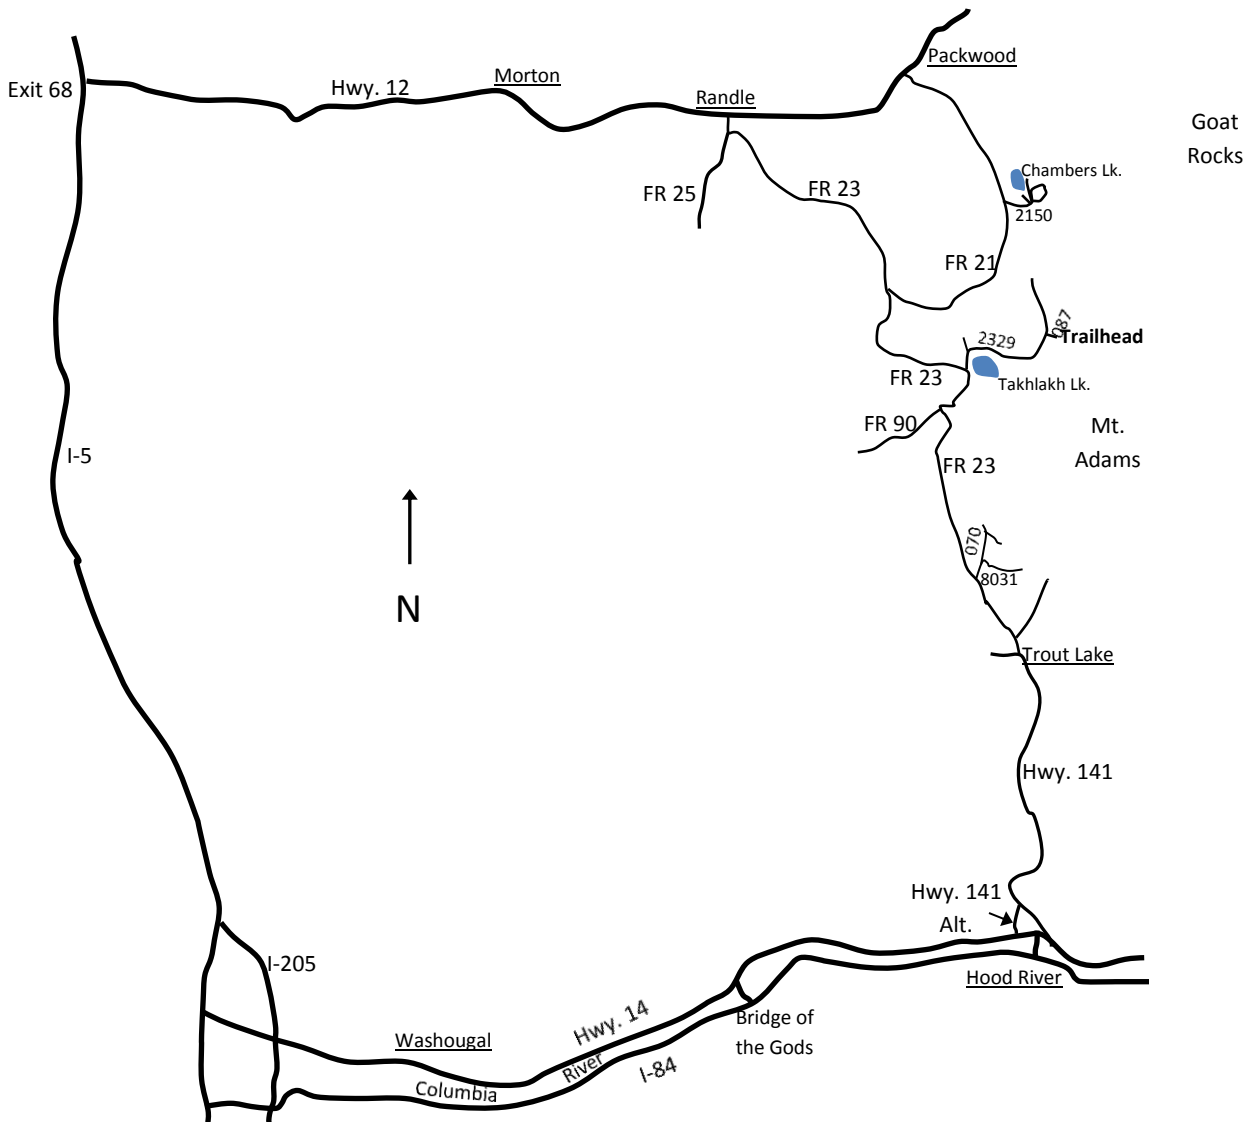 Packwood
Exit 68
Hwy. 12
Morton
Randle
Goat
Rocks
Chambers Lk.
FR 25
FR 23
2150
FR 21
087
Trailhead
2329
FR 23
Takhlakh Lk.
FR 90
Mt.
Adams
I-5
FR 23
070
8031
N
Trout Lake
Hwy. 141
Hwy. 141
Alt.
I-205
Hood River
Hwy. 14
Bridge of
the Gods
Washougal
River
I-84
Columbia